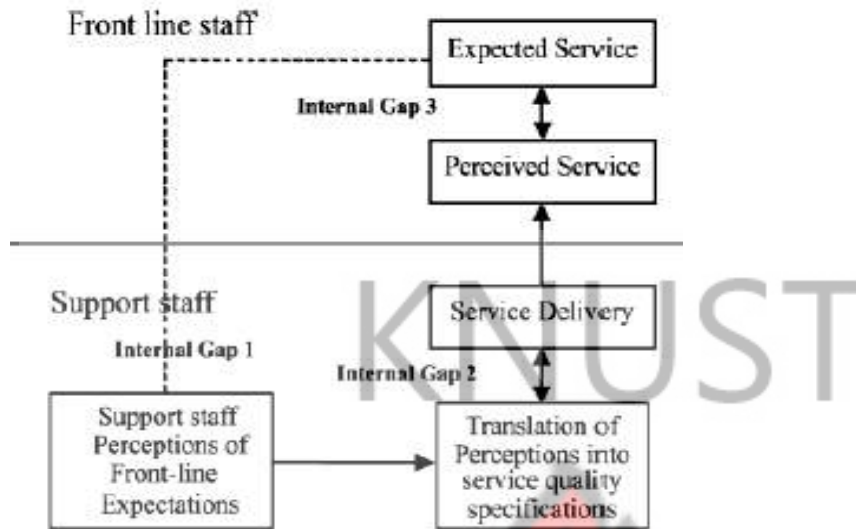 Front line staff
Expected Service
Internal Gap 3
Perceived Service
Support staff
Service Delivery
KNUST
Internal Gap 1
Internal Gap 2
Support staff
Perceptions of
Front-line
Expectations
Translation of
Perceptions into
service quality
specifications